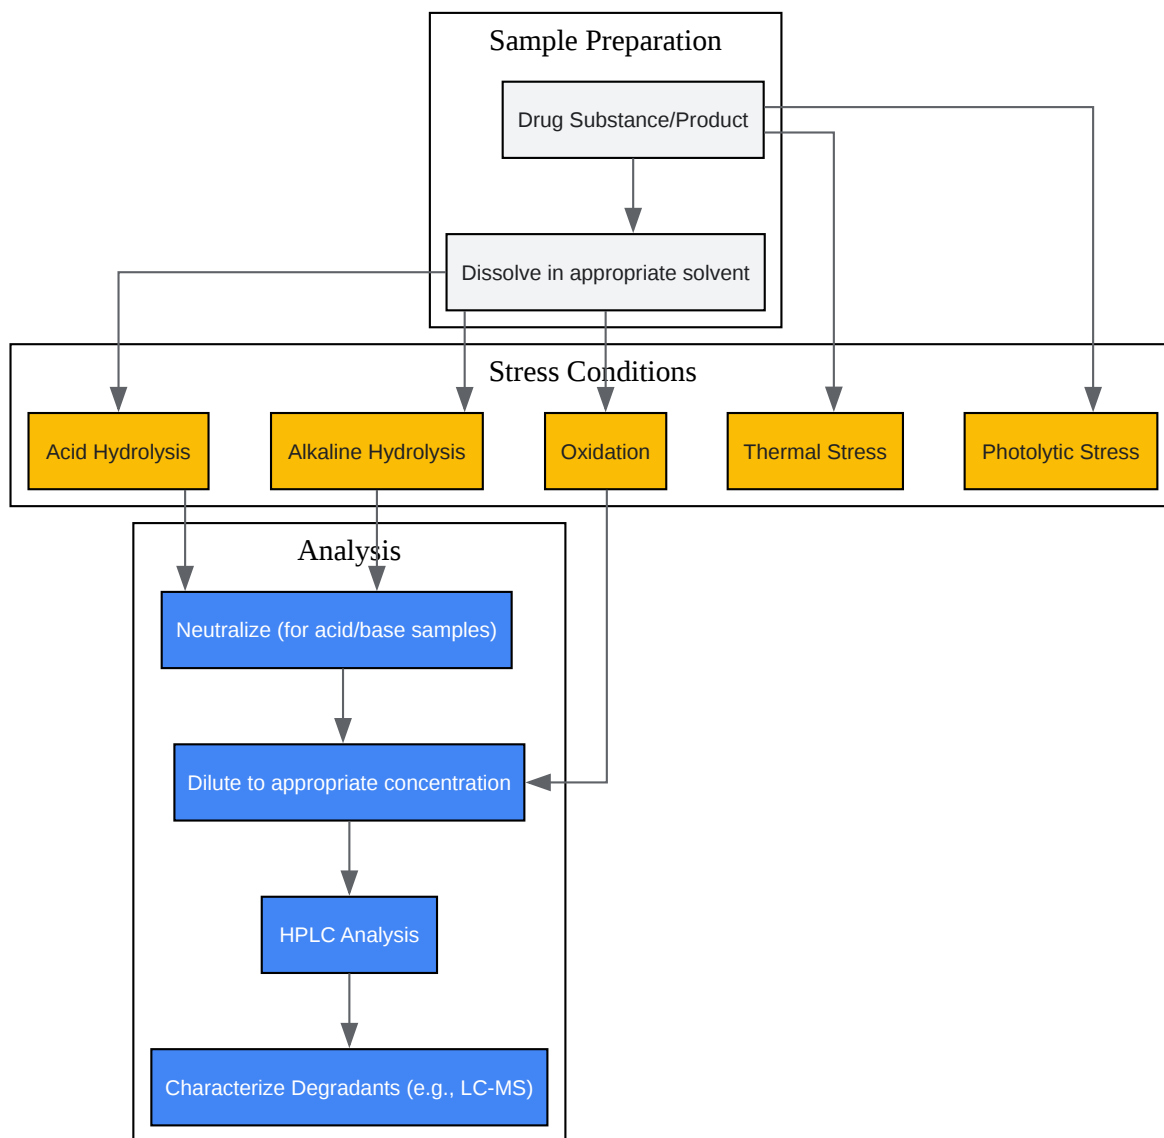 Sample Preparation
Drug Substance/Product
Dissolve in appropriate solvent
Stress Conditions
Acid Hydrolysis
Alkaline Hydrolysis
Oxidation
Thermal Stress
Photolytic Stress
Analysis
Neutralize (for acid/base samples)
Dilute to appropriate concentration
HPLC Analysis
Characterize Degradants (e.g., LC-MS)